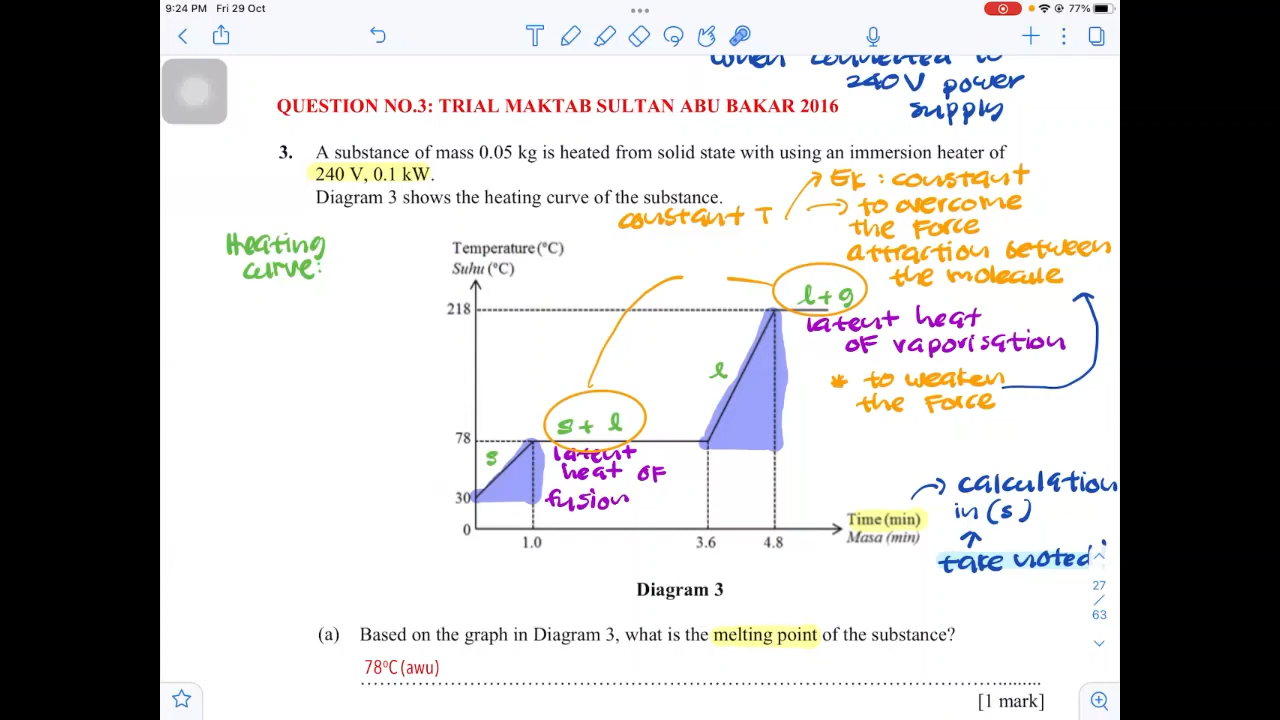 9:24 PM Fri 29 Oct
77%
when connected to
240 V power
supply
QUESTION NO.3: TRIAL MAKTAB SULTAN ABU BAKAR 2016
3. A substance of mass 0.05 kg is heated from solid state with using an immersion heater of
240 V, 0.1 kW.
Diagram 3 shows the heating curve of the substance.
Ek : constant
constant T
to overcome
the Force
attraction between
the molecule
Heating
curve:
Temperature (°C)
Suhu (°C)
l + g
218
latent heat
of vaporisation
l
* to weaken
the Force
s + l
78
s
latent
heat of
fusion
30
0
1.0
3.6
4.8
Time (min)
Masa (min)
calculation
in (s)
take noted!
Diagram 3
27
/
63
(a) Based on the graph in Diagram 3, what is the melting point of the substance?
78°C (awu)
[1 mark]